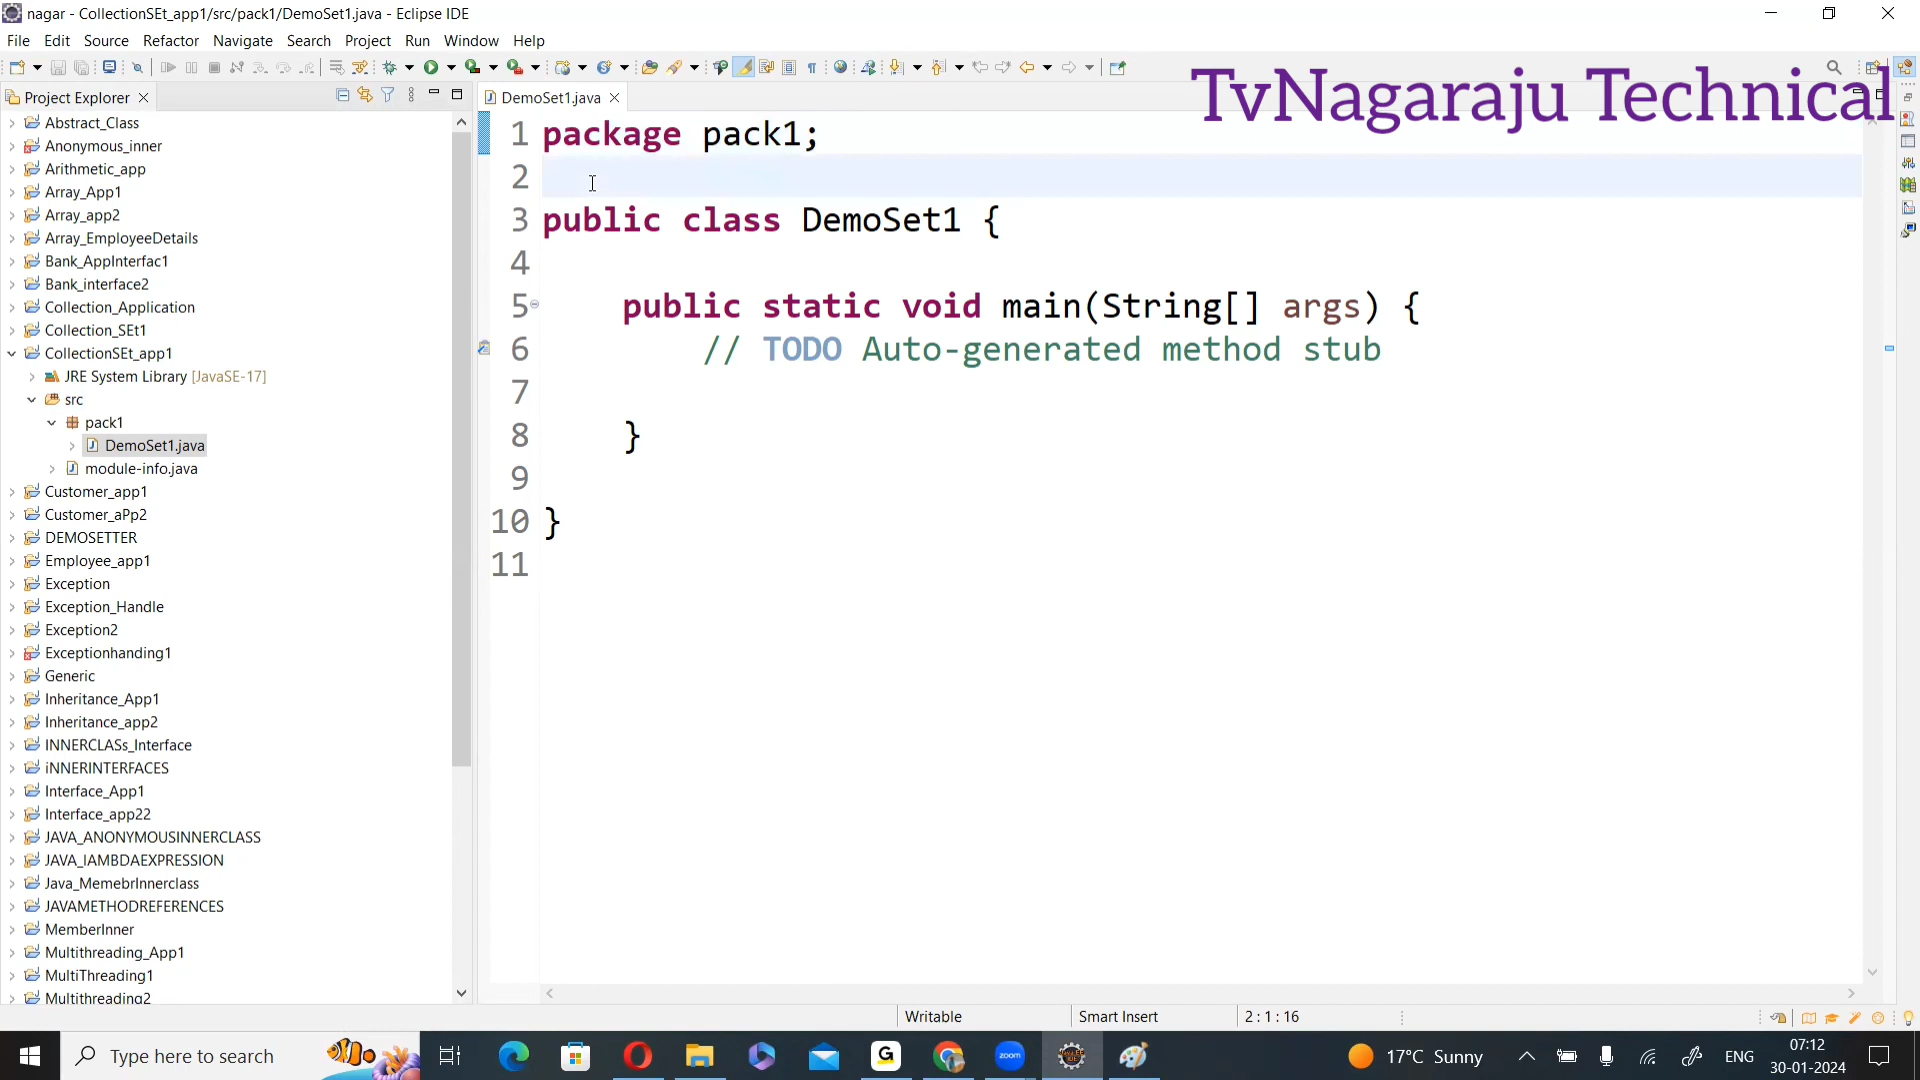 nagar - CollectionSEt_app1/src/pack1/DemoSet1.java - Eclipse IDE
File Edit Source Refactor Navigate Search Project Run Window Help
TvNagaraju Technical
Project Explorer
DemoSet1.java
Abstract_Class
Anonymous_inner
Arithmetic_app
Array_App1
Array_app2
Array_EmployeeDetails
Bank_AppInterfac1
Bank_interface2
Collection_Application
Collection_SEt1
CollectionSEt_app1
JRE System Library [JavaSE-17]
src
pack1
DemoSet1.java
module-info.java
Customer_app1
Customer_aPp2
DEMOSETTER
Employee_app1
Exception
Exception_Handle
Exception2
Exceptionhanding1
Generic
Inheritance_App1
Inheritance_app2
INNERCLASs_Interface
iNNERINTERFACES
Interface_App1
Interface_app22
JAVA_ANONYMOUSINNERCLASS
JAVA_lAMBDAEXPRESSION
Java_MemebrInnerclass
JAVAMETHODREFERENCES
MemberInner
Multithreading_App1
MultiThreading1
Multithreading2
1 package pack1;
2
3 public class DemoSet1 {
4
5 public static void main(String[] args) {
6 // TODO Auto-generated method stub
7
8 }
9
10 }
11
Writable Smart Insert 2 : 1 : 16
Type here to search
zoom
17°C Sunny
ENG
07:12
30-01-2024